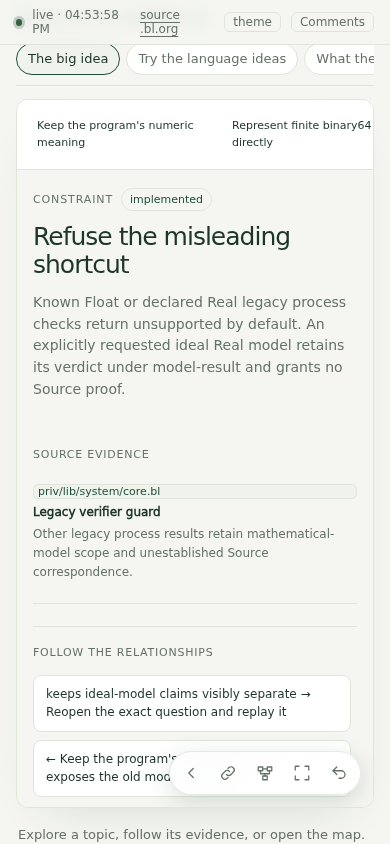 live · 04:53:58
PM
source
.bl.org
theme
Comments
The big idea
Try the language ideas
What the
Keep the program's numeric
meaning
Represent finite binary64
directly
CONSTRAINT
implemented
Refuse the misleading
shortcut
Known Float or declared Real legacy process
checks return unsupported by default. An
explicitly requested ideal Real model retains
its verdict under model-result and grants no
Source proof.
SOURCE EVIDENCE
priv/lib/system/core.bl
Legacy verifier guard
Other legacy process results retain mathematical-
model scope and unestablished Source
correspondence.
FOLLOW THE RELATIONSHIPS
keeps ideal-model claims visibly separate →
Reopen the exact question and replay it
← Keep the program's
exposes the old
Explore a topic, follow its evidence, or open the map.